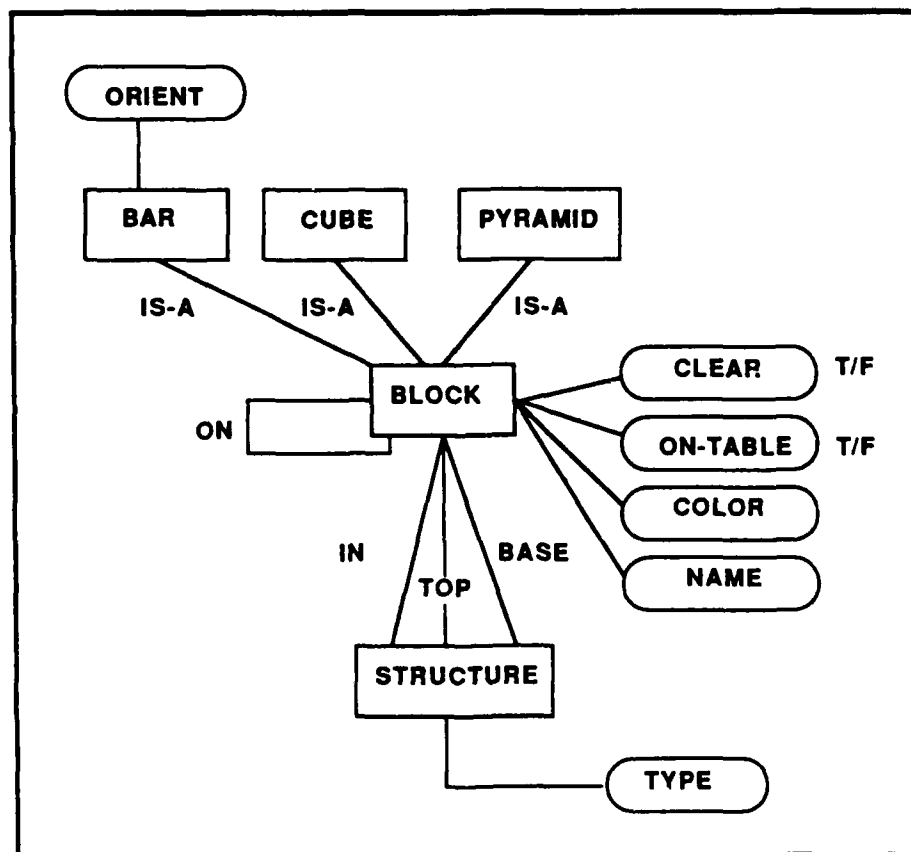 ORIENT
BAR
CUBE
PYRAMID
IS-A
IS-A
IS-A
BLOCK
CLEAR T/F
ON
ON-TABLE T/F
COLOR
IN
BASE
NAME
TOP
STRUCTURE
TYPE